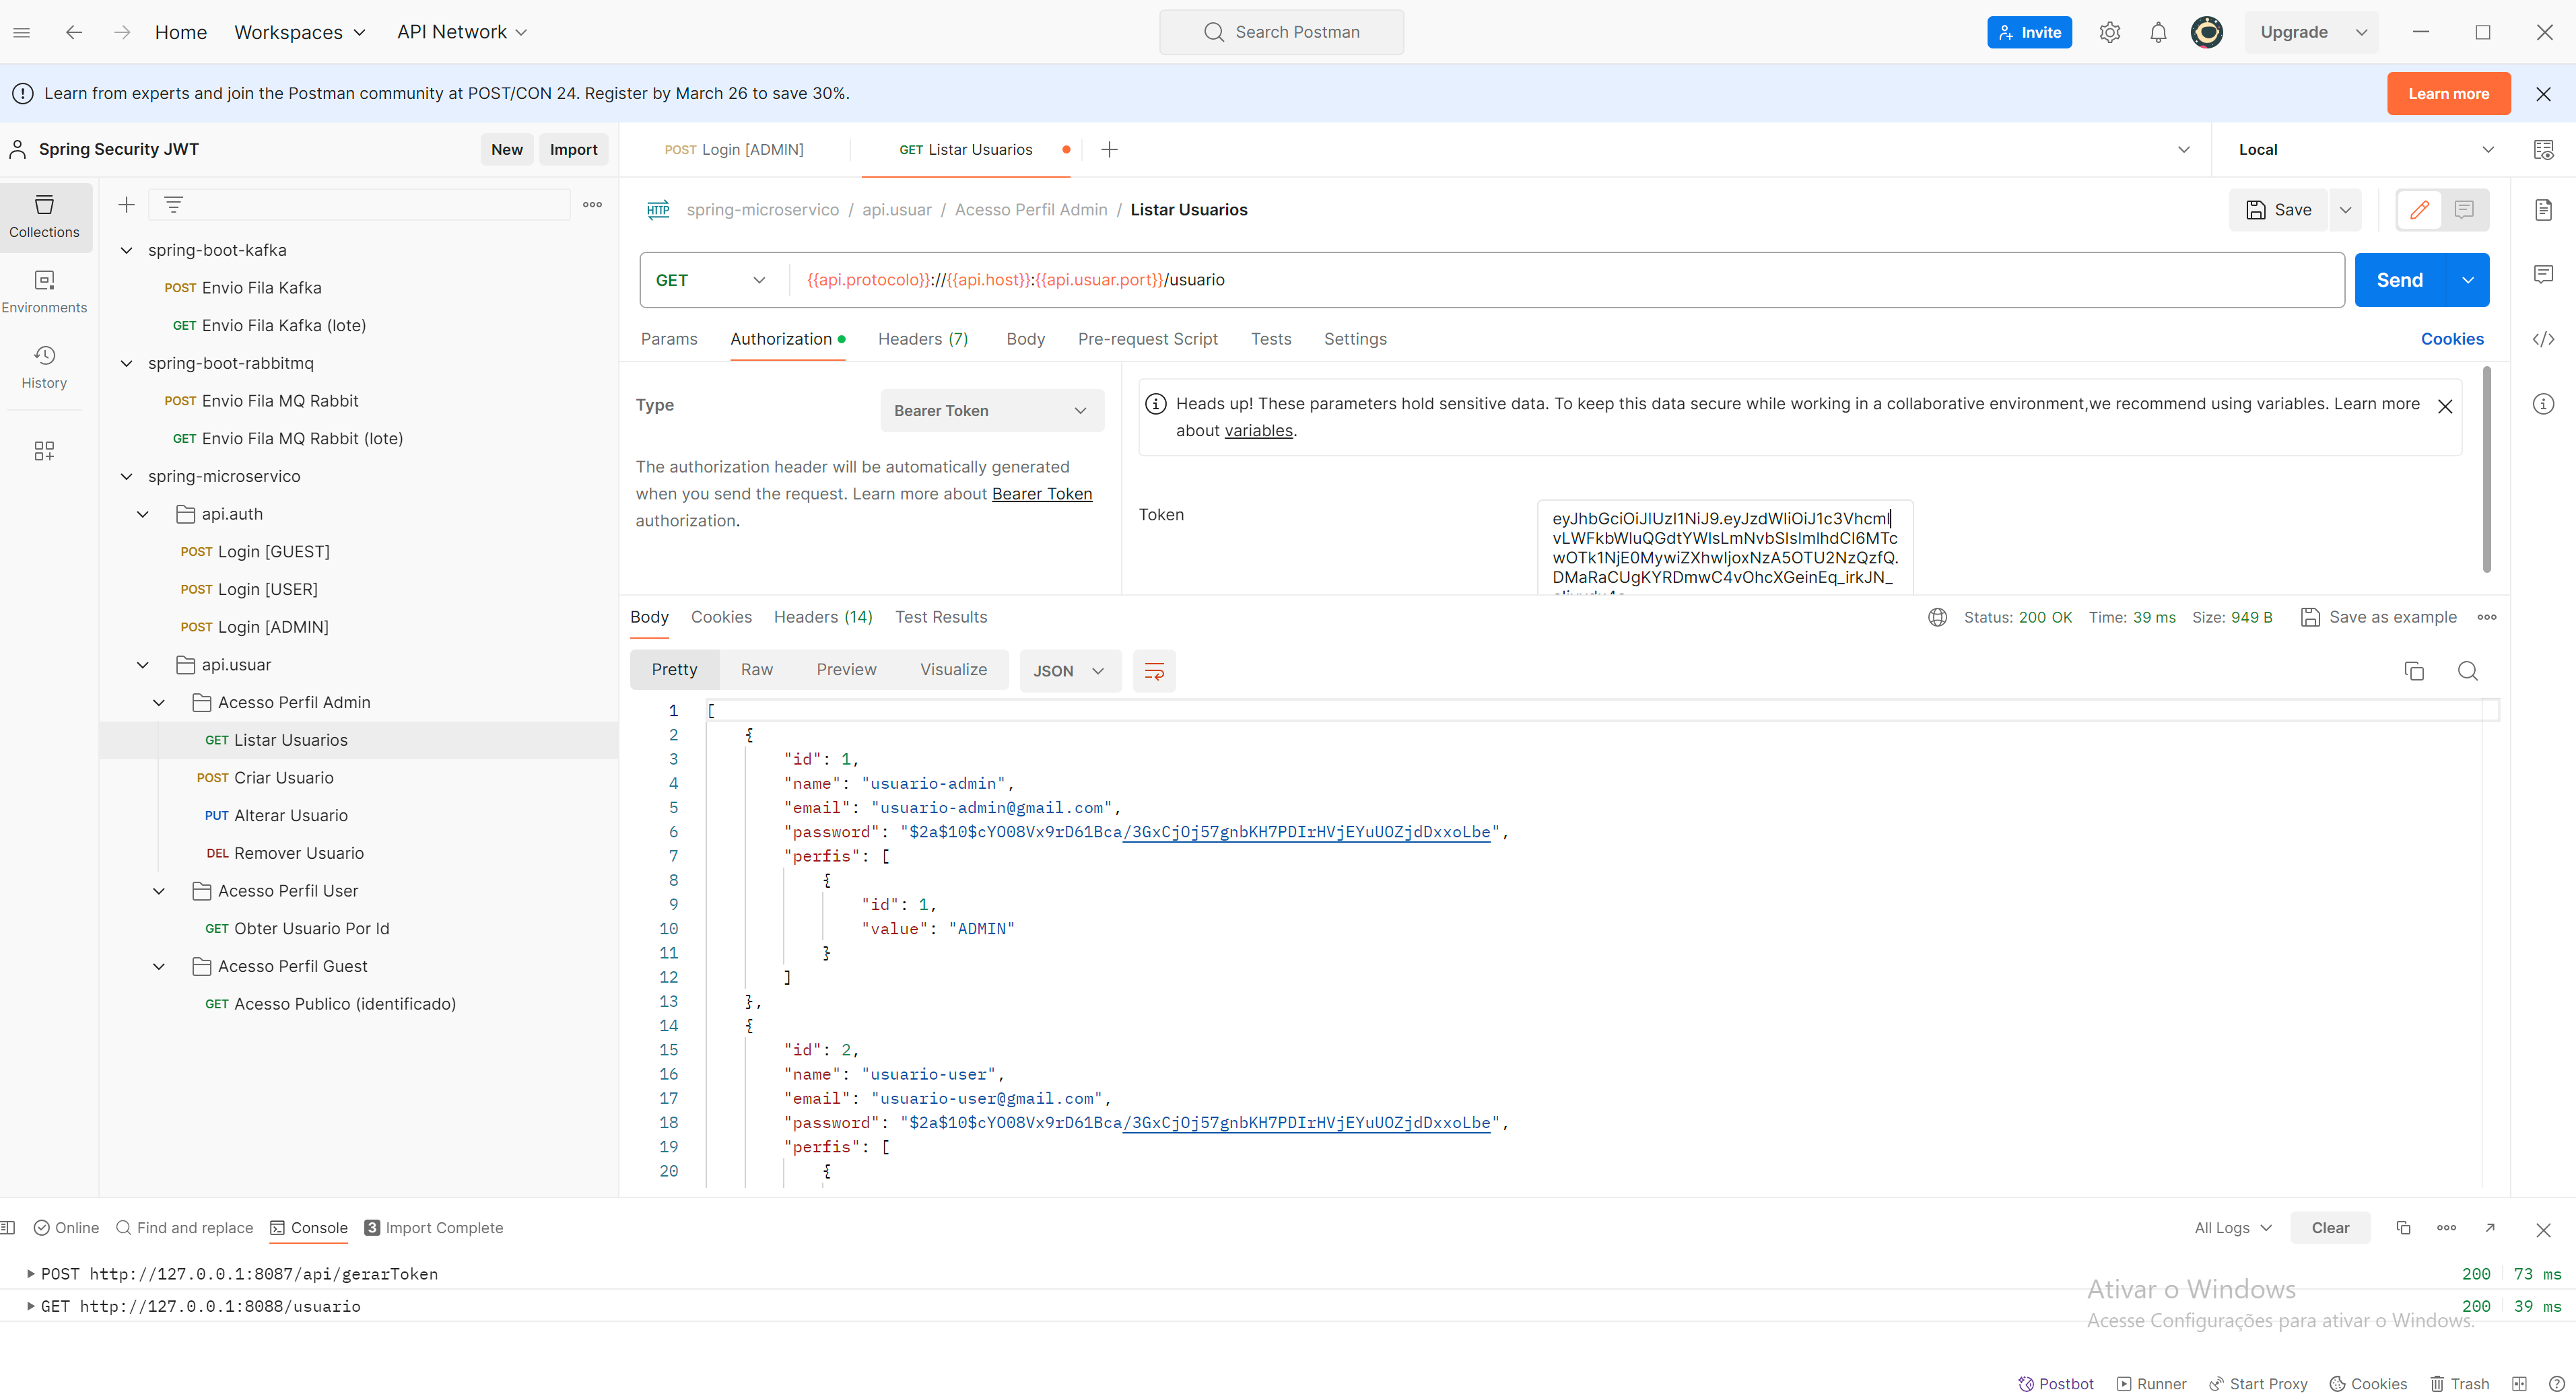 Home Workspaces API Network Search Postman Invite Upgrade
Learn from experts and join the Postman community at POST/CON 24. Register by March 26 to save 30%. Learn more
Spring Security JWT New Import POST Login [ADMIN] GET Listar Usuarios Local
Collections
Environments
History
spring-boot-kafka
POST Envio Fila Kafka
GET Envio Fila Kafka (lote)
spring-boot-rabbitmq
POST Envio Fila MQ Rabbit
GET Envio Fila MQ Rabbit (lote)
spring-microservico
api.auth
POST Login [GUEST]
POST Login [USER]
POST Login [ADMIN]
api.usuar
Acesso Perfil Admin
GET Listar Usuarios
POST Criar Usuario
PUT Alterar Usuario
DEL Remover Usuario
Acesso Perfil User
GET Obter Usuario Por Id
Acesso Perfil Guest
GET Acesso Publico (identificado)
HTTP spring-microservico / api.usuar / Acesso Perfil Admin / Listar Usuarios Save
GET {{api.protocolo}}://{{api.host}}:{{api.usuar.port}}/usuario Send
Params Authorization Headers (7) Body Pre-request Script Tests Settings Cookies
Type Bearer Token
The authorization header will be automatically generated
when you send the request. Learn more about Bearer Token
authorization.
Heads up! These parameters hold sensitive data. To keep this data secure while working in a collaborative environment,we recommend using variables. Learn more
about variables.
Token
eyJhbGciOiJIUzI1NiJ9.eyJzdWIiOiJ1c3VhcmI
vLWFkbWluQGdtYWlsLmNvbSIsImlhdCI6MTc
wOTk1NjE0MywiZXhwIjoxNzA5OTU2NzQzfQ.
DMaRaCUgKYRDmwC4vOhcXGeinEq_irkJN_
Body Cookies Headers (14) Test Results Status: 200 OK Time: 39 ms Size: 949 B Save as example
Pretty Raw Preview Visualize JSON
1 [
2 {
3 "id": 1,
4 "name": "usuario-admin",
5 "email": "usuario-admin@gmail.com",
6 "password": "$2a$10$cYO08Vx9rD61Bca/3GxCjOj57gnbKH7PDIrHVjEYuUOZjdDxxoLbe",
7 "perfis": [
8 {
9 "id": 1,
10 "value": "ADMIN"
11 }
12 ]
13 },
14 {
15 "id": 2,
16 "name": "usuario-user",
17 "email": "usuario-user@gmail.com",
18 "password": "$2a$10$cYO08Vx9rD61Bca/3GxCjOj57gnbKH7PDIrHVjEYuUOZjdDxxoLbe",
19 "perfis": [
20 {
Online Find and replace Console 3 Import Complete All Logs Clear
POST http://127.0.0.1:8087/api/gerarToken 200 73 ms
GET http://127.0.0.1:8088/usuario 200 39 ms
Ativar o Windows
Acesse Configurações para ativar o Windows.
Postbot Runner Start Proxy Cookies Trash